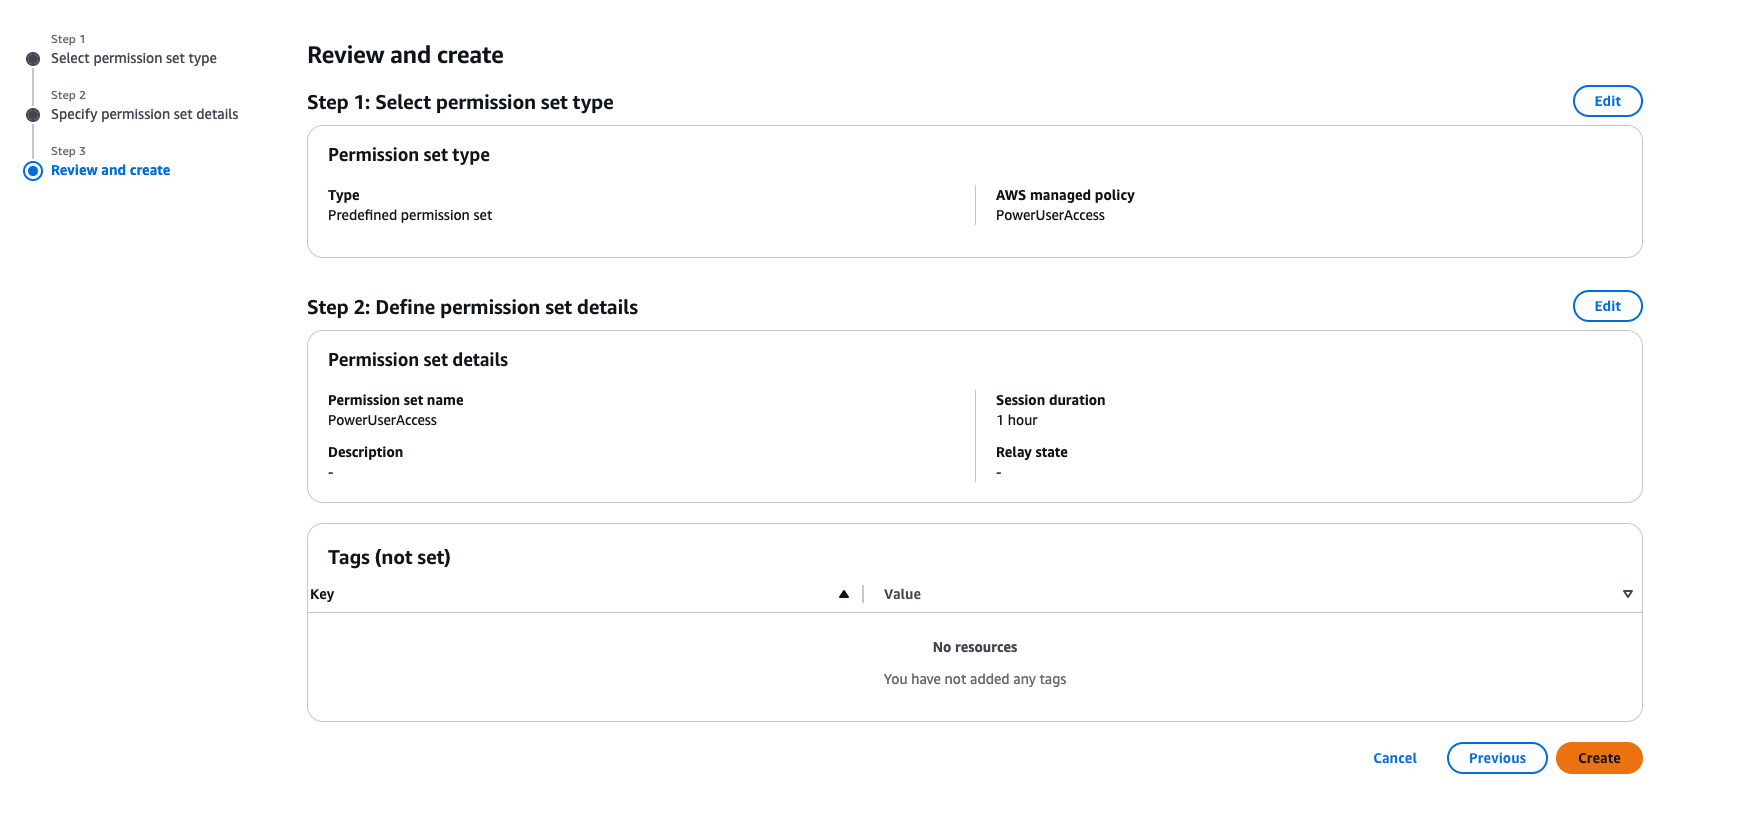 Step 1
Select permission set type
Step 2
Specify permission set details
Step 3
Review and create
Review and create
Step 1: Select permission set type
Edit
Permission set type
Type
Predefined permission set
AWS managed policy
PowerUserAccess
Step 2: Define permission set details
Edit
Permission set details
Permission set name
PowerUserAccess
Description
-
Session duration
1 hour
Relay state
-
Tags (not set)
Key
Value
No resources
You have not added any tags
Cancel
Previous
Create